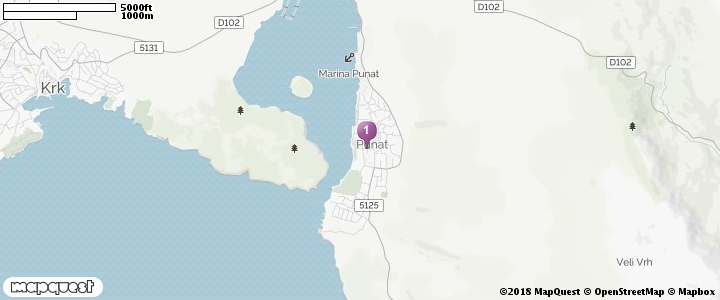 5000ft
1000m
D102
D102
5131
D102
Marina Punat
Krk
1
Punat
5125
Veli Vrh
mapquest
©2018 MapQuest © OpenStreetMap © Mapbox